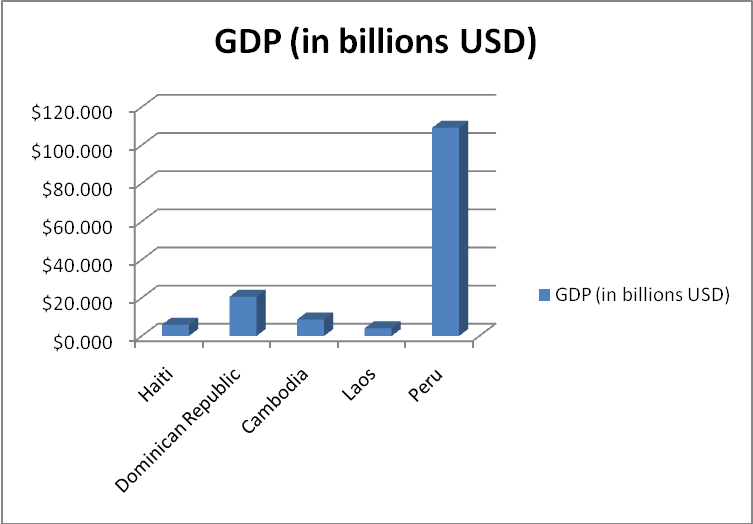 GDP (in billions USD)
$120.000
$100.000
$80.000
$60.000
$40.000
$20.000
$0.000
Haiti
Dominican Republic
Cambodia
Laos
Peru
GDP (in billions USD)